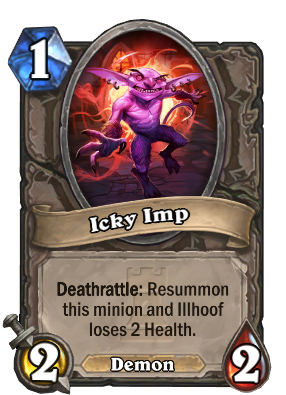 1
Icky Imp
Deathrattle: Resummon
this minion and Illhoof
loses 2 Health.
2
Demon
2